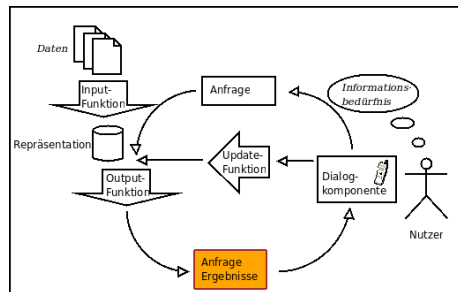 Daten
Input-
Funktion
Anfrage
Informations-
bedürfnis
Repräsentation
Update-
Funktion
Dialog-
komponente
Output-
Funktion
Nutzer
Anfrage
Ergebnisse